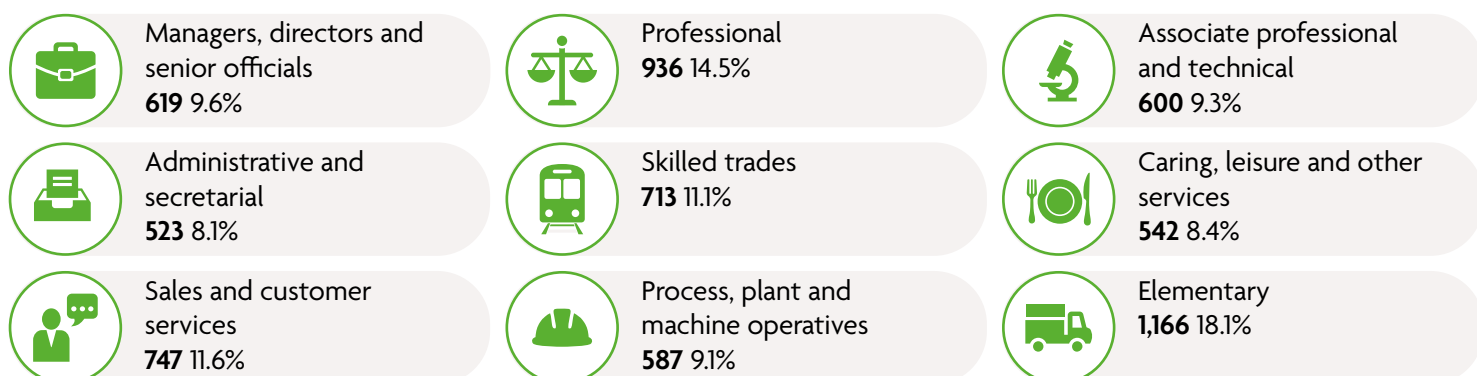 Managers, directors and
senior officials
619 9.6%
Professional
936 14.5%
Associate professional
and technical
600 9.3%
Administrative and
secretarial
523 8.1%
Skilled trades
713 11.1%
Caring, leisure and other
services
542 8.4%
Sales and customer
services
747 11.6%
Process, plant and
machine operatives
587 9.1%
Elementary
1,166 18.1%